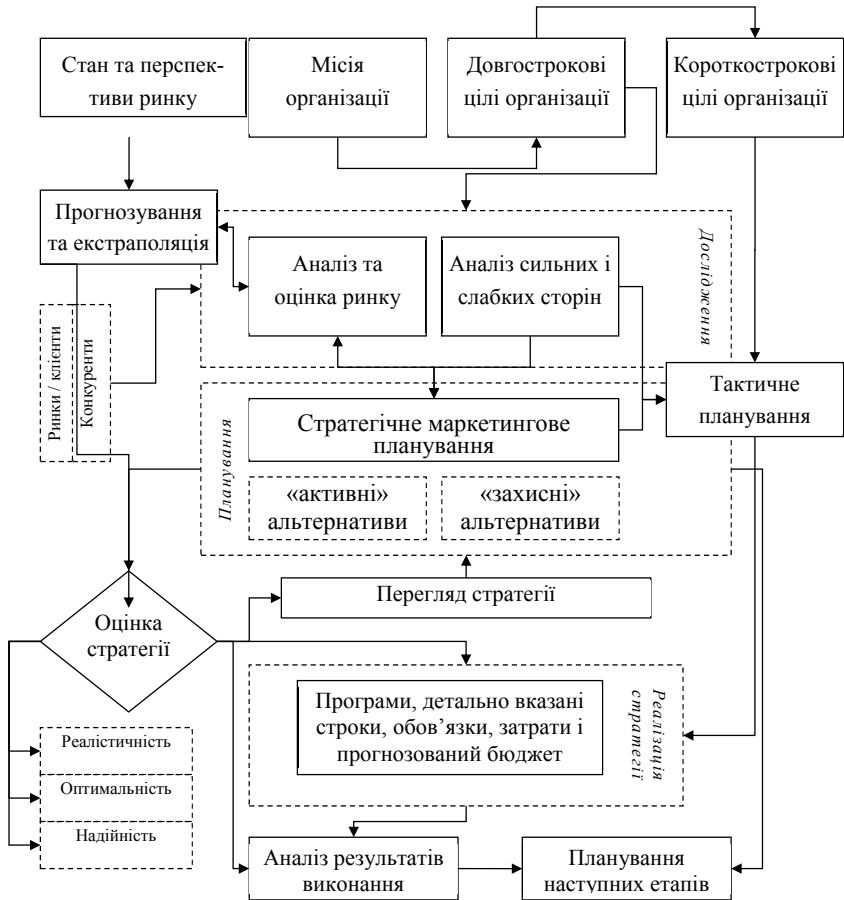 Стан та перспек-
тиви ринку
Місія
організації
Довгострокові
цілі організації
Короткострокові
цілі організації
Прогнозування
та екстраполяція
Аналіз та
оцінка ринку
Аналіз сильних і
слабких сторін
Дослідження
Ринки / клієнти
Конкуренти
Тактичне
планування
Стратегічне маркетингове
планування
Планування
«активні»
альтернативи
«захисні»
альтернативи
Перегляд стратегії
Оцінка
стратегії
Програми, детально вказані
строки, обов’язки, затрати і
прогнозований бюджет
Реалізація
стратегії
Реалістичність
Оптимальність
Надійність
Аналіз результатів
виконання
Планування
наступних етапів